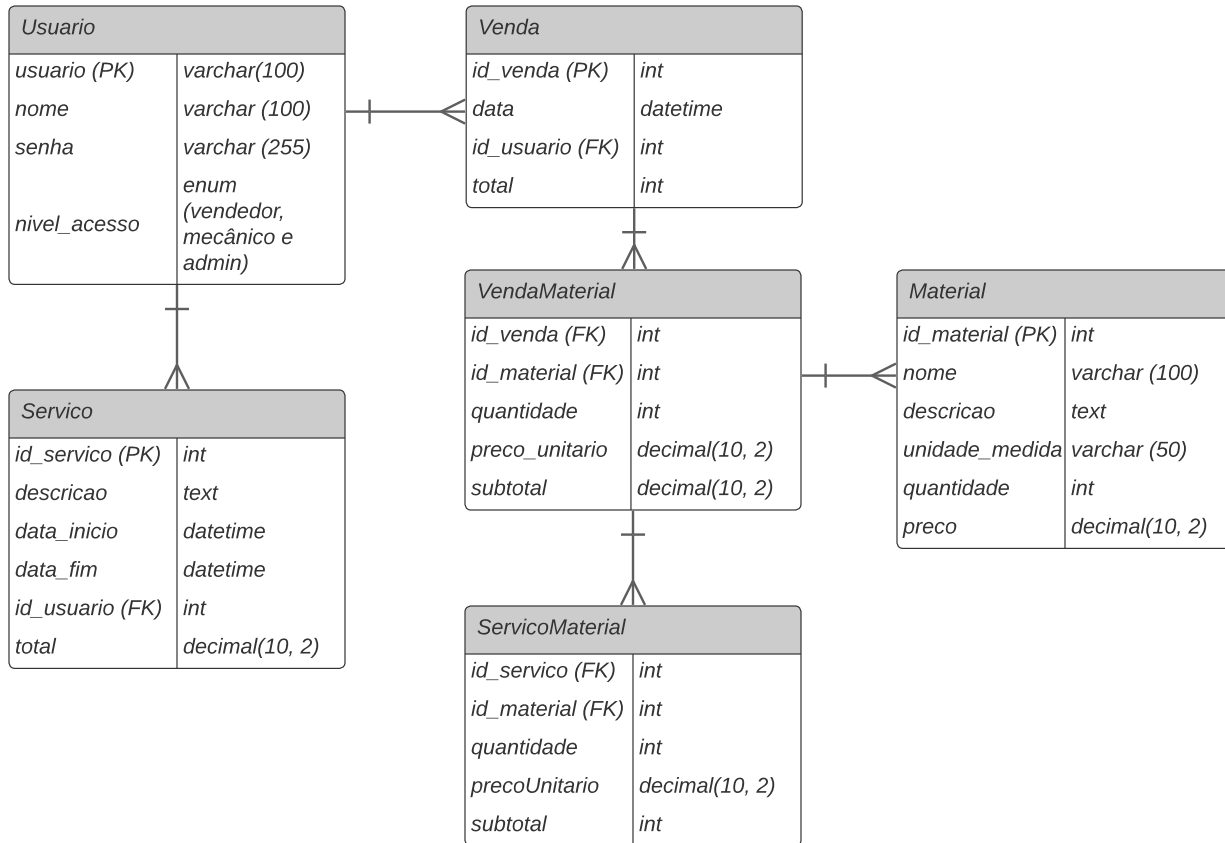 Usuario
usuario (PK) varchar(100)
nome varchar (100)
senha varchar (255)
nivel_acesso enum
(vendedor,
mecânico e
admin)
Venda
id_venda (PK) int
data datetime
id_usuario (FK) int
total int
VendaMaterial
id_venda (FK) int
id_material (FK) int
quantidade int
preco_unitario decimal(10, 2)
subtotal decimal(10, 2)
Material
id_material (PK) int
nome varchar (100)
descricao text
unidade_medida varchar (50)
quantidade int
preco decimal(10, 2)
Servico
id_servico (PK) int
descricao text
data_inicio datetime
data_fim datetime
id_usuario (FK) int
total decimal(10, 2)
ServicoMaterial
id_servico (FK) int
id_material (FK) int
quantidade int
precoUnitario decimal(10, 2)
subtotal int